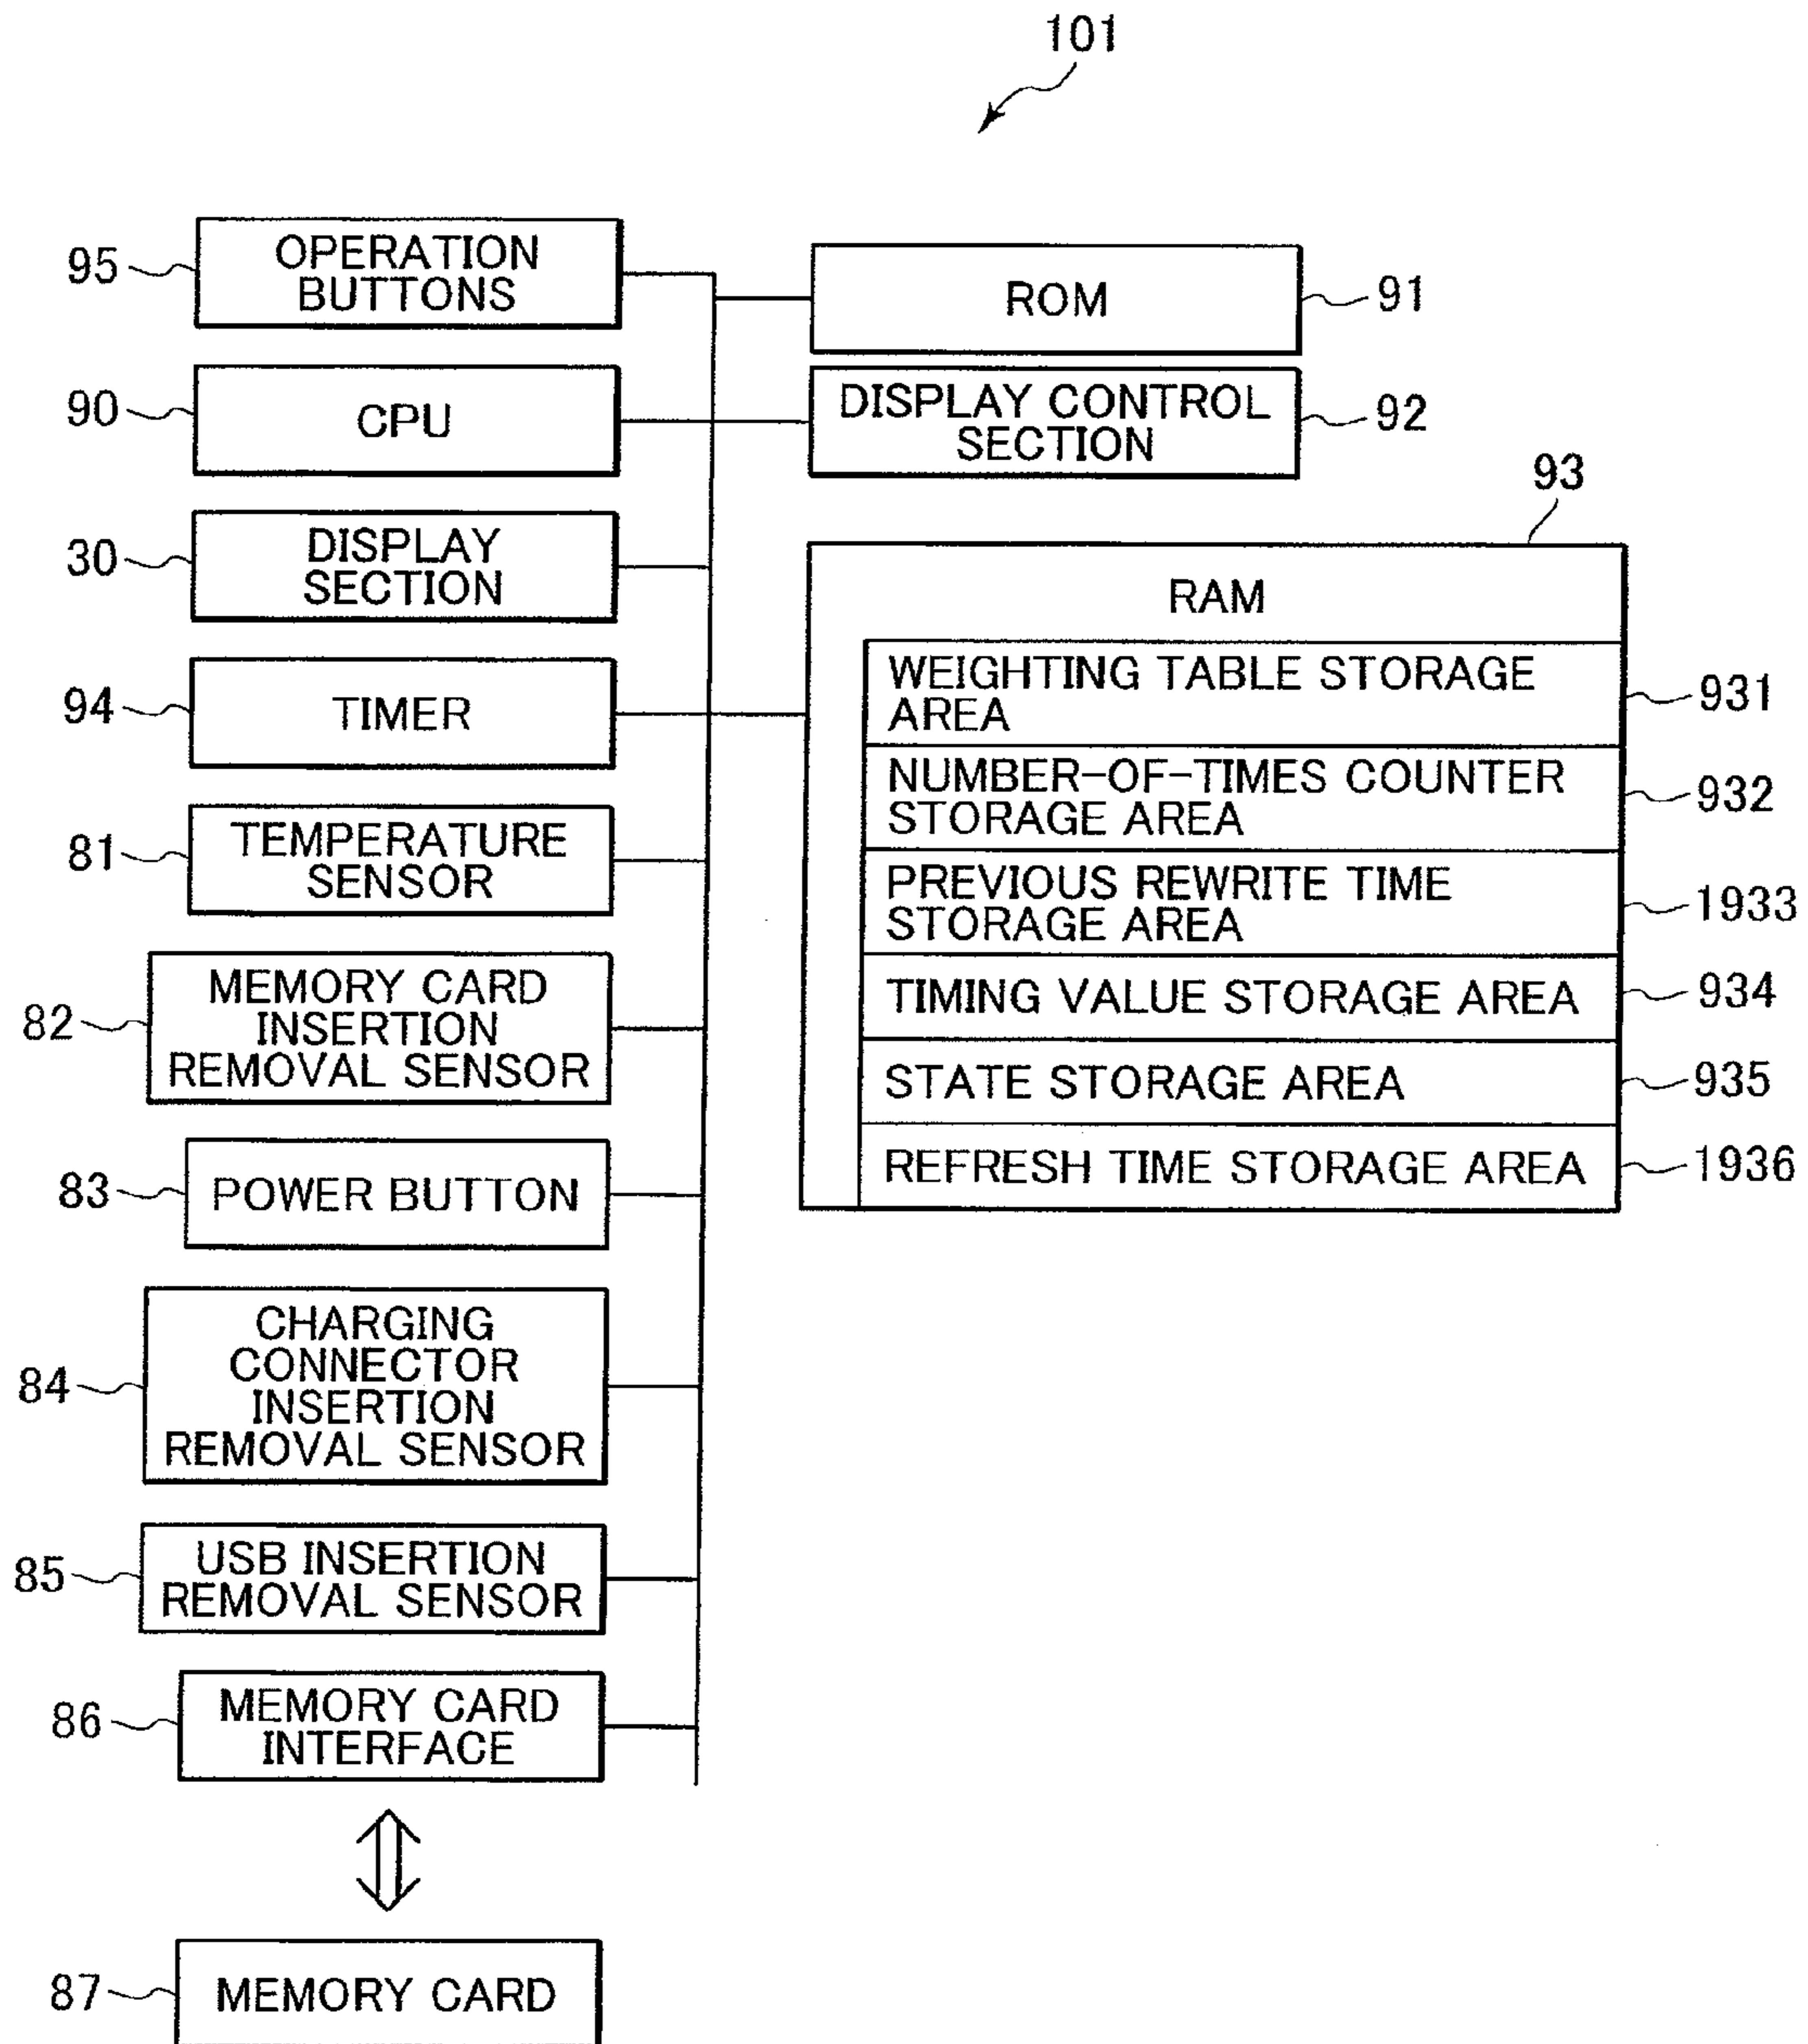 101
95
OPERATION
BUTTONS
ROM
91
90
CPU
DISPLAY CONTROL
SECTION
92
30
DISPLAY
SECTION
93
RAM
94
TIMER
WEIGHTING TABLE STORAGE
AREA
931
NUMBER-OF-TIMES COUNTER
STORAGE AREA
932
81
TEMPERATURE
SENSOR
PREVIOUS REWRITE TIME
STORAGE AREA
1933
82
MEMORY CARD
INSERTION
REMOVAL SENSOR
TIMING VALUE STORAGE AREA
934
STATE STORAGE AREA
935
83
POWER BUTTON
REFRESH TIME STORAGE AREA
1936
84
CHARGING
CONNECTOR
INSERTION
REMOVAL SENSOR
85
USB INSERTION
REMOVAL SENSOR
86
MEMORY CARD
INTERFACE
87
MEMORY CARD